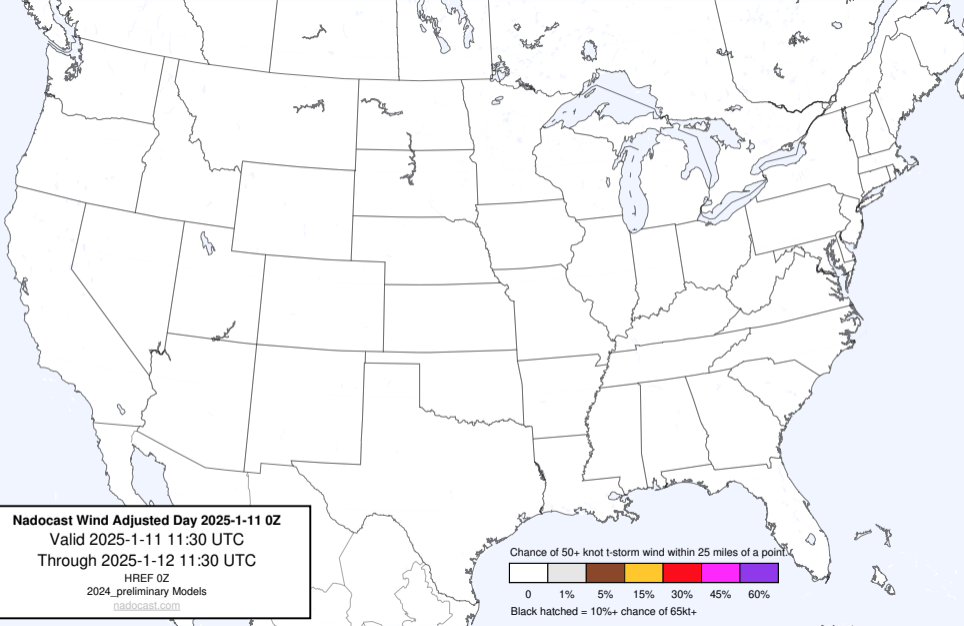 Nadocast Wind Adjusted Day 2025-1-11 0Z
Valid 2025-1-11 11:30 UTC
Through 2025-1-12 11:30 UTC
HREF 0Z
2024_preliminary Models
nadocast.com
Chance of 50+ knot t-storm wind within 25 miles of a point.
0 1% 5% 15% 30% 45% 60%
Black hatched = 10%+ chance of 65kt+